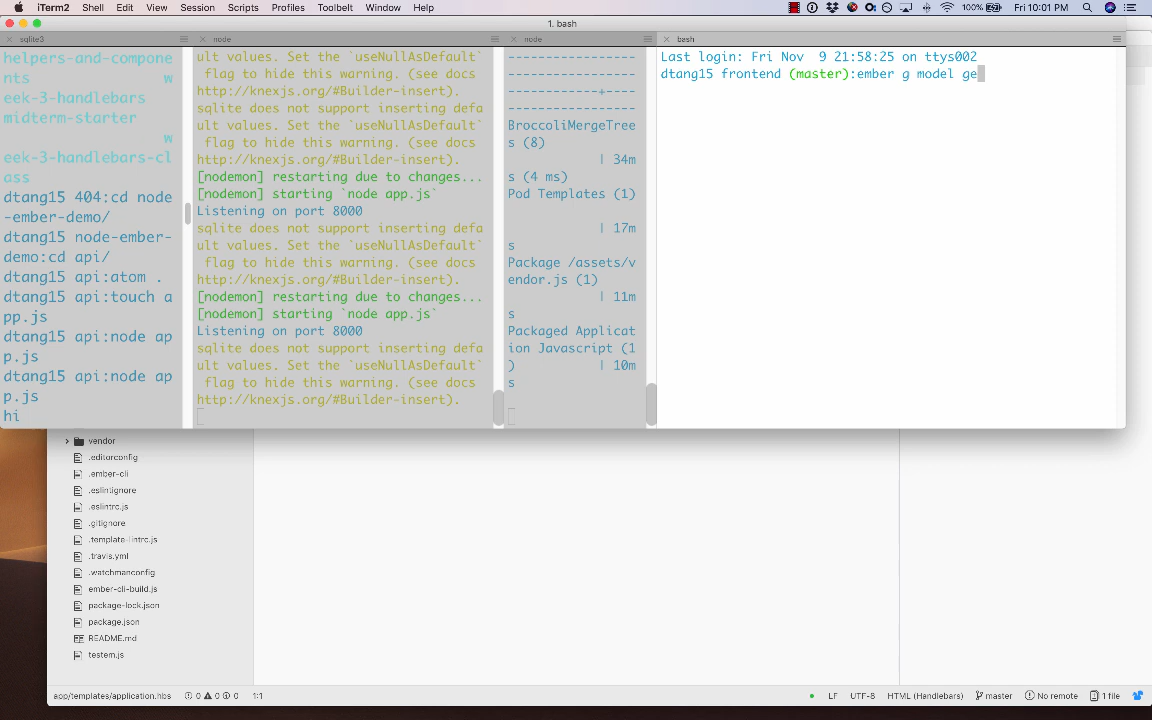 iTerm2 Shell Edit View Session Scripts Profiles Toolbelt Window Help 100% Fri 10:01 PM
1. bash
sqlite3
helpers-and-compone
nts w
eek-3-handlebars
midterm-starter
w
eek-3-handlebars-cl
ass
dtang15 404:cd node
-ember-demo/
dtang15 node-ember-
demo:cd api/
dtang15 api:atom .
dtang15 api:touch a
pp.js
dtang15 api:node ap
p.js
dtang15 api:node ap
p.js
hi
node
ult values. Set the `useNullAsDefault`
flag to hide this warning. (see docs
http://knexjs.org/#Builder-insert).
sqlite does not support inserting defa
ult values. Set the `useNullAsDefault`
flag to hide this warning. (see docs
http://knexjs.org/#Builder-insert).
[nodemon] restarting due to changes...
[nodemon] starting `node app.js`
Listening on port 8000
sqlite does not support inserting defa
ult values. Set the `useNullAsDefault`
flag to hide this warning. (see docs
http://knexjs.org/#Builder-insert).
[nodemon] restarting due to changes...
[nodemon] starting `node app.js`
Listening on port 8000
sqlite does not support inserting defa
ult values. Set the `useNullAsDefault`
flag to hide this warning. (see docs
http://knexjs.org/#Builder-insert).
node
------------------
------------------
------------+-----
------------------
BroccoliMergeTree
s (8)
| 34m
s (4 ms)
Pod Templates (1)
| 17m
s
Package /assets/v
endor.js (1)
| 11m
s
Packaged Applicat
ion Javascript (1
) | 10m
s
bash
Last login: Fri Nov  9 21:58:25 on ttys002
dtang15 frontend (master):ember g model ge
vendor
.editorconfig
.ember-cli
.eslintignore
.eslintrc.js
.gitignore
.template-lintrc.js
.travis.yml
.watchmanconfig
ember-cli-build.js
package-lock.json
package.json
README.md
testem.js
app/templates/application.hbs 0 0 0 1:1 LF UTF-8 HTML (Handlebars) master No remote 1 file